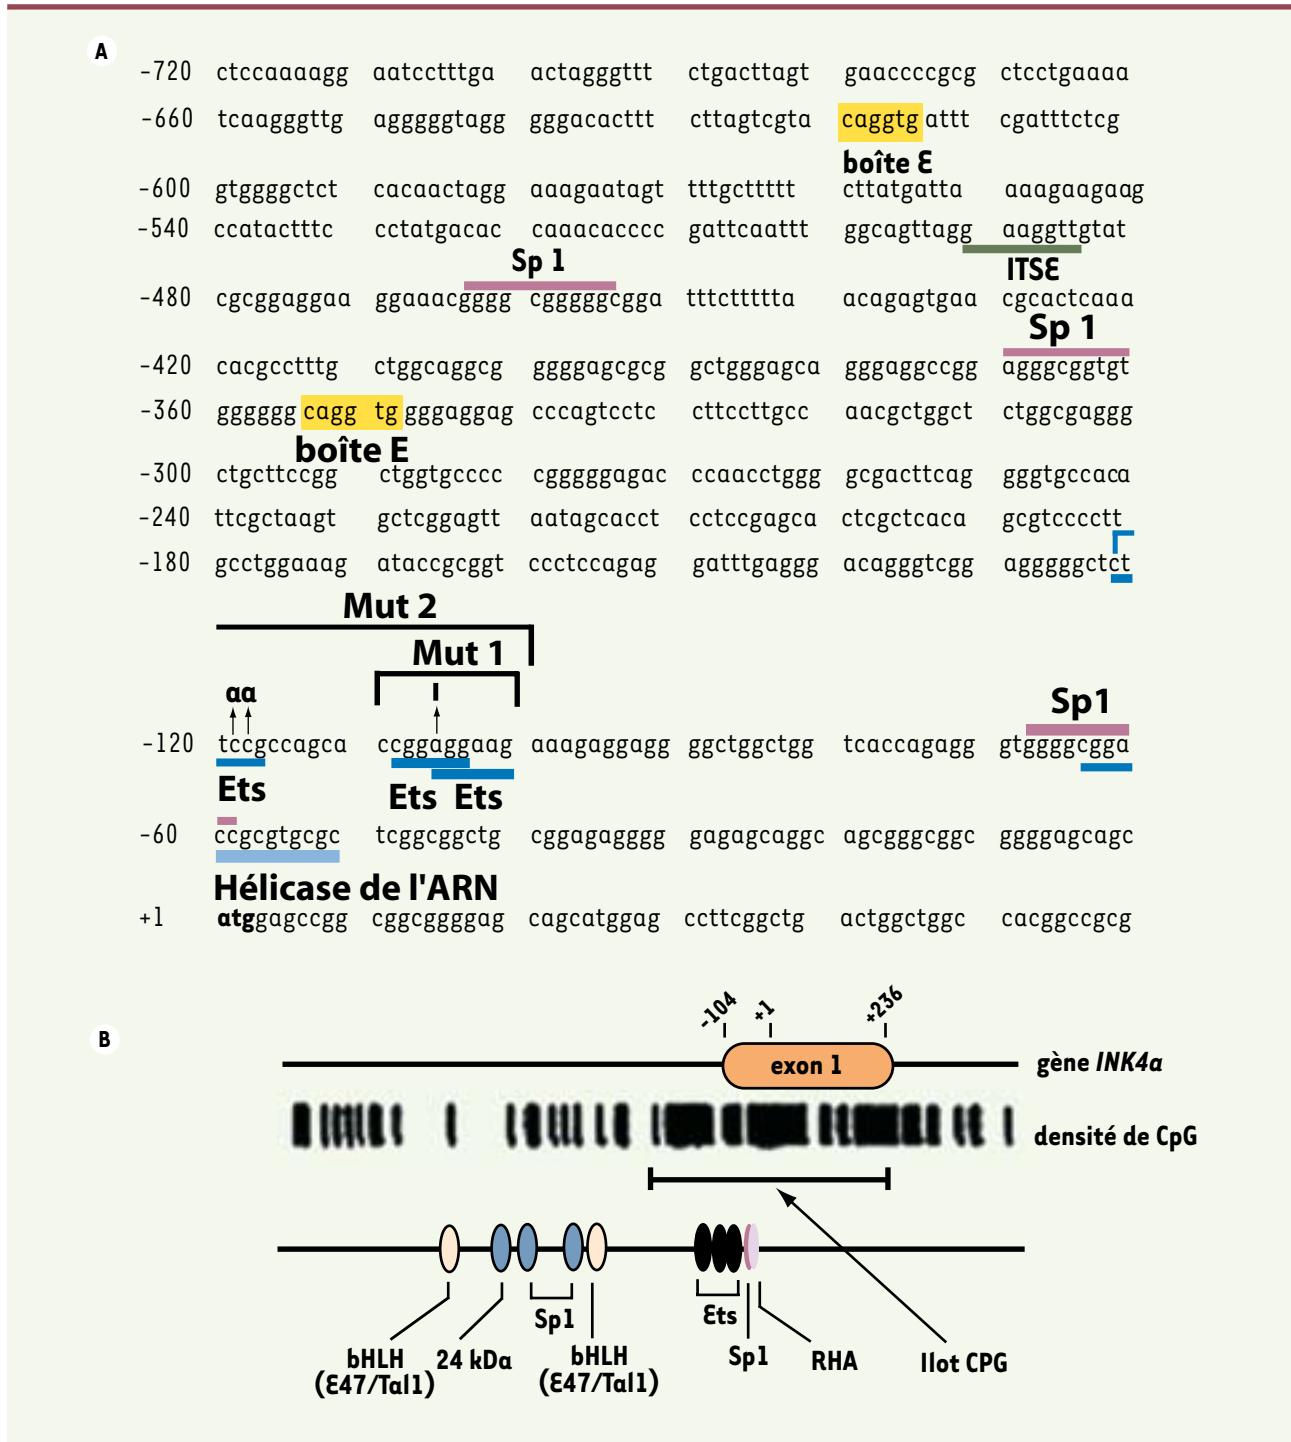 A
-720 ctccaaaagg aatcctttga actagggttt ctgacttagt gaaccccgcg ctcctgaaaa
-660 tcaagggttg agggggtagg gggacacttt cttagtcgta caggtgattt cgatttctcg
boîte E
-600 gtggggctct cacaactagg aaagaatagt tttgcttttt cttatgatta aaagaagaag
-540 ccatactttc cctatgacac caaacacccc gattcaattt ggcagttagg aaggttgtat
Sp 1 ITSE
-480 cgcggaggaa ggaaacgggg cgggggcgga tttcttttta acagagtgaa cgcactcaaa
Sp 1
-420 cacgcctttg ctggcaggcg ggggagcgcg gctgggagca gggaggccgg agggcggtgt
-360 gggggg cagg tg gggaggag cccagtcctc cttccttgcc aacgctggct ctggcgaggg
boîte E
-300 ctgcttccgg ctggtgcccc cgggggagac ccaacctggg gcgacttcag gggtgccaca
-240 ttcgctaagt gctcggagtt aatagcacct cctccgagca ctcgctcaca gcgtcccctt
-180 gcctggaaag ataccgcggt ccctccagag gatttgaggg acagggtcgg agggggctct
Mut 2
Mut 1
aa Sp1
-120 tccgccagca ccggaggaag aaagaggagg ggctggctgg tcaccagagg gtggggcgga
Ets Ets Ets
-60 ccgcgtgcgc tcggcggctg cggagagggg gagagcaggc agcgggcggc ggggagcagc
Hélicase de l'ARN
+1 atggagccgg cggcggggag cagcatggag ccttcggctg actggctggc cacggccgcg
B
-104 +1 +236
exon 1 gène INK4a
densité de CpG
Sp1 Ets
bHLH 24 kDa bHLH Sp1 RHA Ilot CPG
(E47/Tal1) (E47/Tal1)